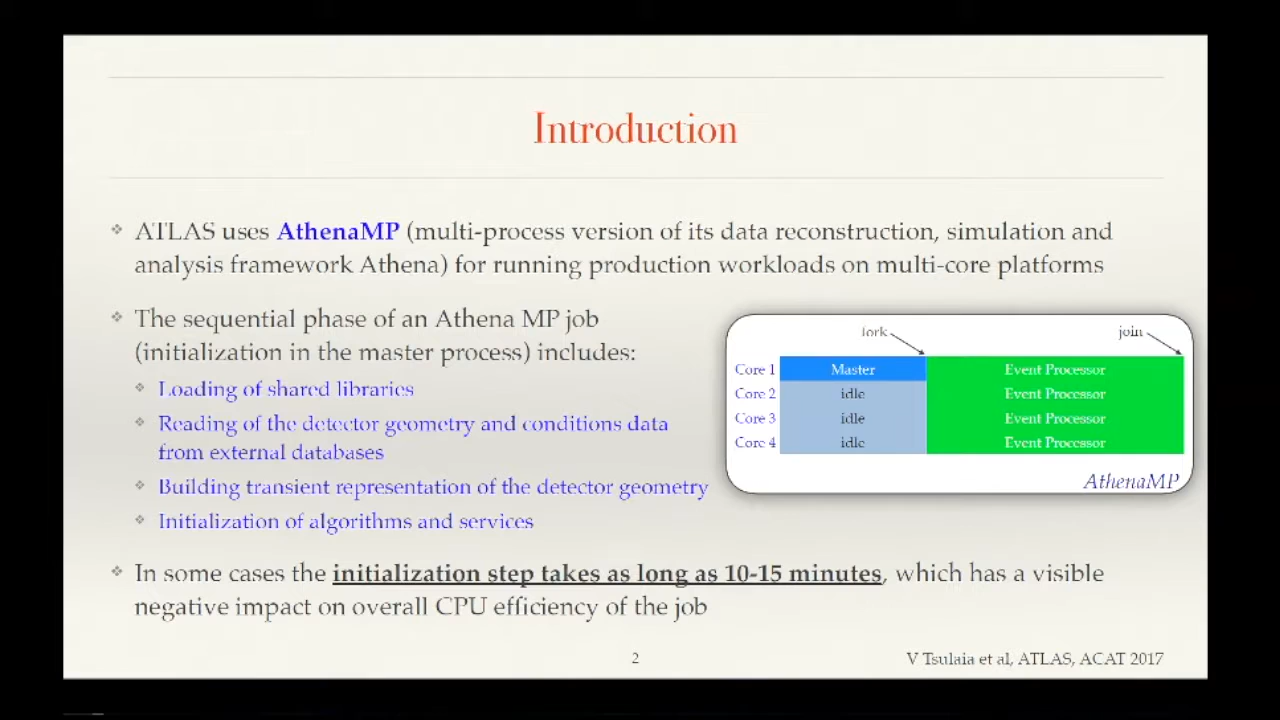 Introduction
ATLAS uses AthenaMP (multi-process version of its data reconstruction, simulation and
analysis framework Athena) for running production workloads on multi-core platforms
The sequential phase of an Athena MP job
(initialization in the master process) includes:
Loading of shared libraries
Reading of the detector geometry and conditions data
from external databases
Building transient representation of the detector geometry
Initialization of algorithms and services
fork join
Core 1 Master Event Processor
Core 2 idle Event Processor
Core 3 idle Event Processor
Core 4 idle Event Processor
AthenaMP
In some cases the initialization step takes as long as 10-15 minutes, which has a visible
negative impact on overall CPU efficiency of the job
2
V Tsulaia et al, ATLAS, ACAT 2017